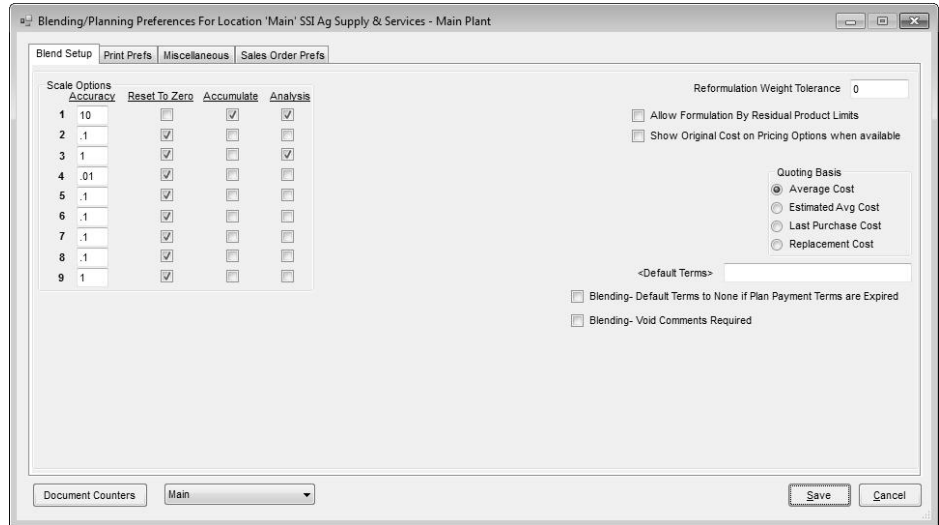 Blending/Planning Preferences For Location 'Main' SSI Ag Supply & Services - Main Plant
Blend Setup Print Prefs Miscellaneous Sales Order Prefs
Scale Options
Accuracy Reset To Zero Accumulate Analysis
1 10
2 .1
3 1
4 .01
5 .1
6 .1
7 .1
8 .1
9 1
Reformulation Weight Tolerance 0
Allow Formulation By Residual Product Limits
Show Original Cost on Pricing Options when available
Quoting Basis
Average Cost
Estimated Avg Cost
Last Purchase Cost
Replacement Cost
<Default Terms>
Blending- Default Terms to None if Plan Payment Terms are Expired
Blending- Void Comments Required
Document Counters Main Save Cancel